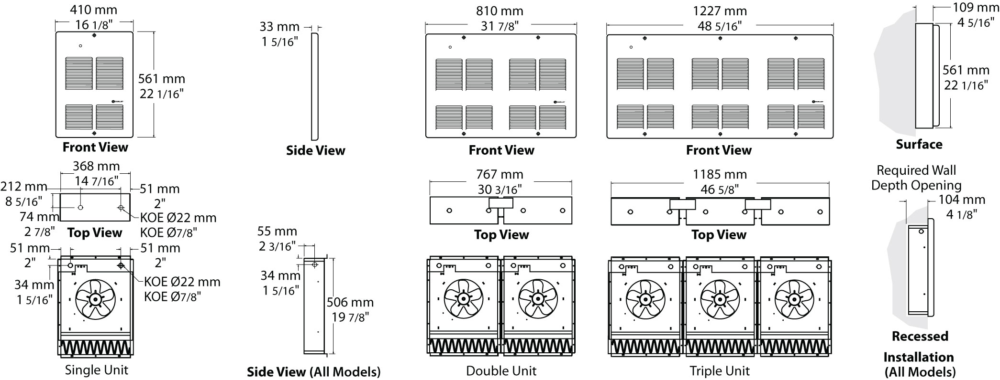 410 mm
16 1/8"
561 mm
22 1/16"
OUELLET
Front View
33 mm
1 5/16"
Side View
810 mm
31 7/8"
OUELLET
Front View
1227 mm
48 5/16"
OUELLET
Front View
109 mm
4 5/16"
561 mm
22 1/16"
Surface
368 mm
14 7/16"
212 mm
8 5/16"
51 mm
2"
74 mm
2 7/8"
KOE Ø22 mm
KOE Ø7/8"
Top View
767 mm
30 3/16"
Top View
1185 mm
46 5/8"
Top View
Required Wall
Depth Opening
104 mm
4 1/8"
51 mm
2"
51 mm
2"
34 mm
1 5/16"
KOE Ø22 mm
KOE Ø7/8"
Single Unit
55 mm
2 3/16"
34 mm
1 5/16"
506 mm
19 7/8"
Side View (All Models)
Double Unit
Triple Unit
Recessed
Installation
(All Models)